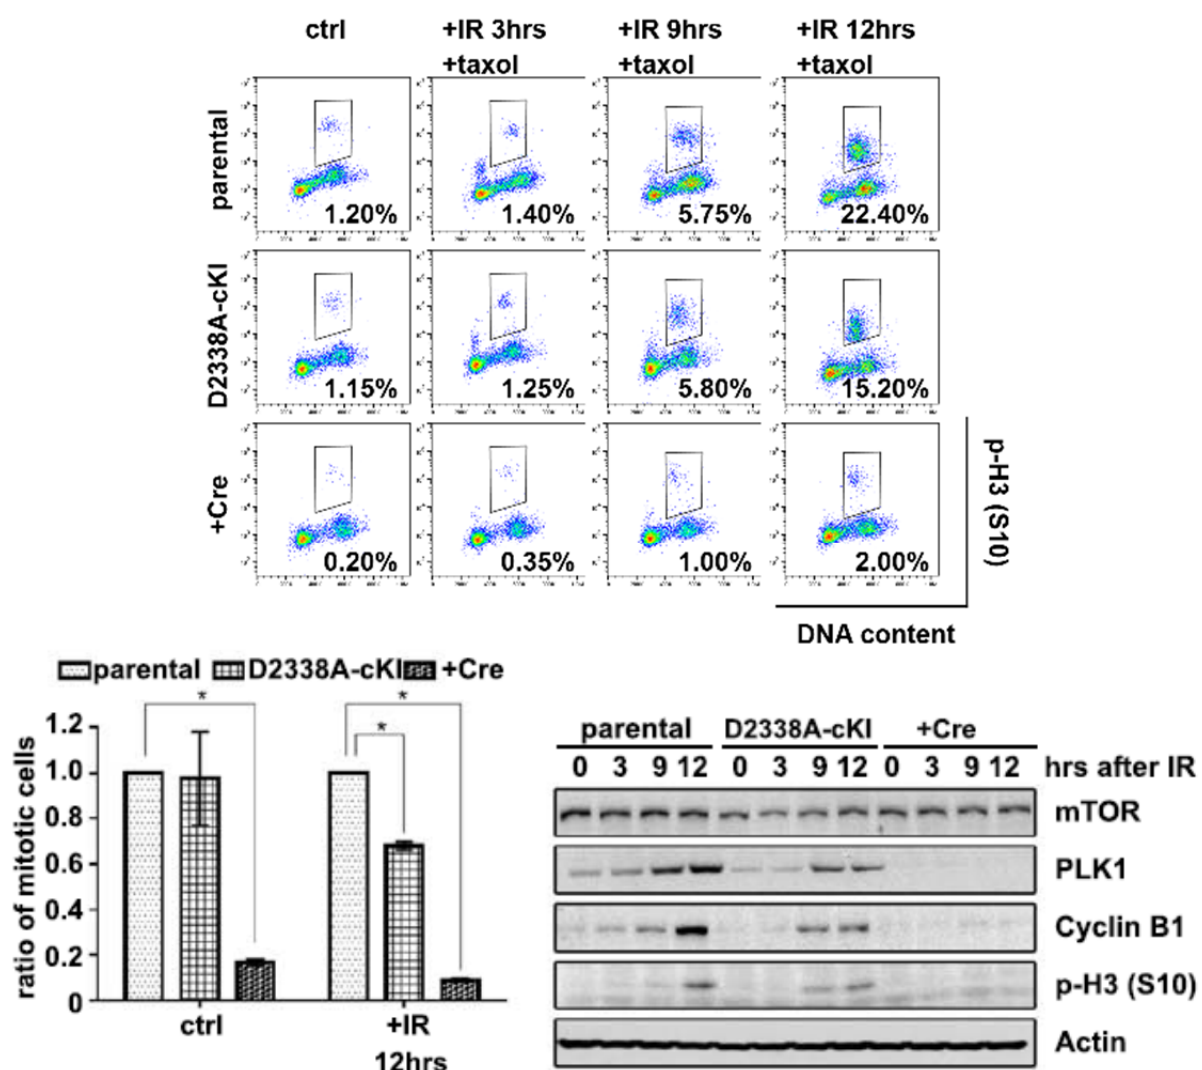 ctrl +IR 3hrs +IR 9hrs +IR 12hrs
+taxol +taxol +taxol
parental
1.20% 1.40% 5.75% 22.40%
D2338A-cKI
1.15% 1.25% 5.80% 15.20%
+Cre
0.20% 0.35% 1.00% 2.00%
p-H3 (S10)
DNA content
parental D2338A-cKI +Cre
ratio of mitotic cells
1.2
1.0
0.8
0.6
0.4
0.2
0
* * *
ctrl +IR
12hrs
parental D2338A-cKI +Cre
0 3 9 12 0 3 9 12 0 3 9 12 hrs after IR
mTOR
PLK1
Cyclin B1
p-H3 (S10)
Actin